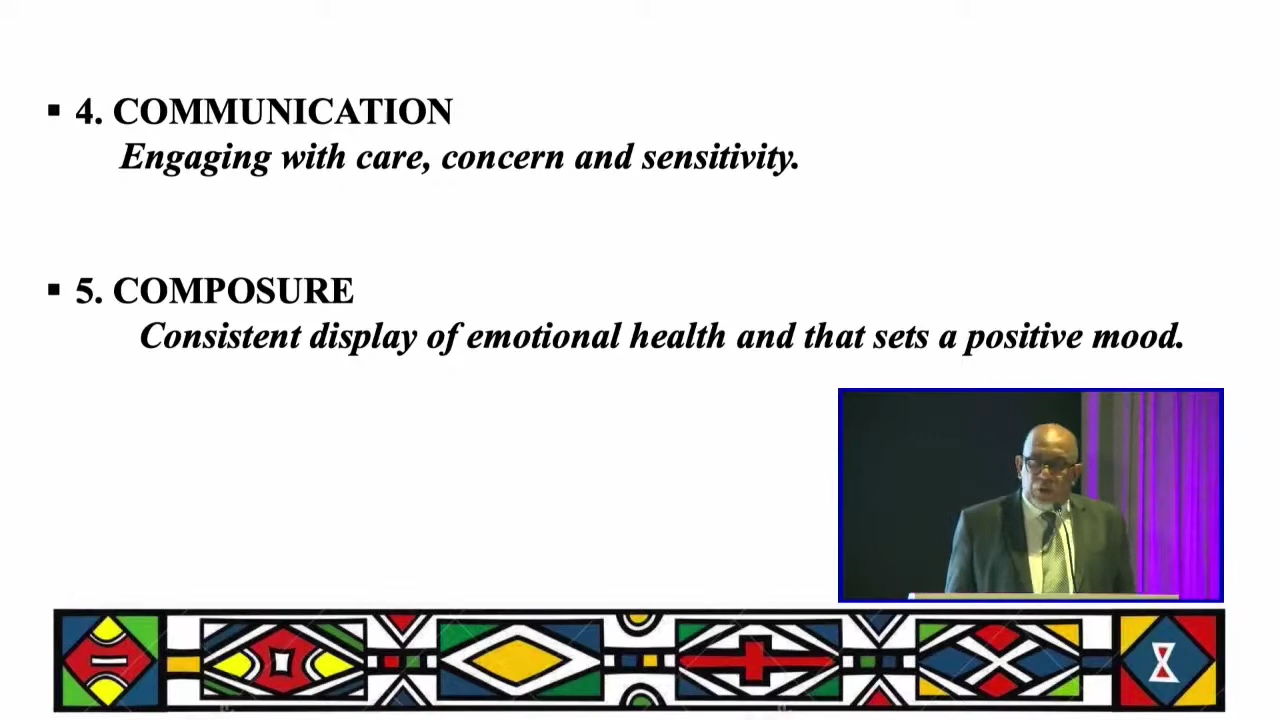 ▪ 4. COMMUNICATION
Engaging with care, concern and sensitivity.
▪ 5. COMPOSURE
Consistent display of emotional health and that sets a positive mood.